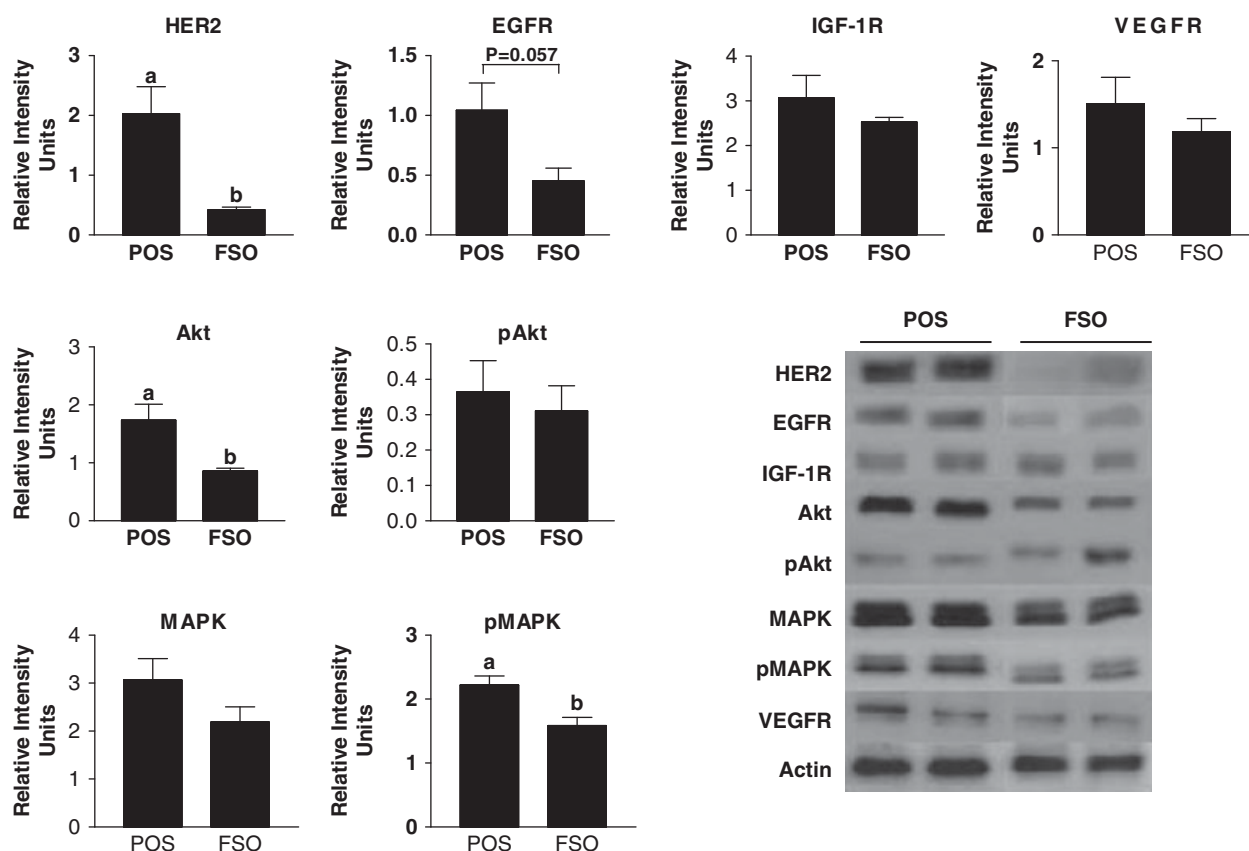 HER2
3
2
1
0
Relative Intensity
Units
a
b
POS FSO
EGFR
1.5
1.0
0.5
0.0
Relative Intensity
Units
P=0.057
POS FSO
IGF-1R
4
3
2
1
0
Relative Intensity
Units
POS FSO
VEGFR
2
1
0
Relative Intensity
Units
POS FSO
Akt
3
2
1
0
Relative Intensity
Units
a
b
POS FSO
pAkt
0.5
0.4
0.3
0.2
0.1
0.0
Relative Intensity
Units
POS FSO
MAPK
4
3
2
1
0
Relative Intensity
Units
POS FSO
pMAPK
3
2
1
0
Relative Intensity
Units
a
b
POS FSO
POS FSO
HER2
EGFR
IGF-1R
Akt
pAkt
MAPK
pMAPK
VEGFR
Actin